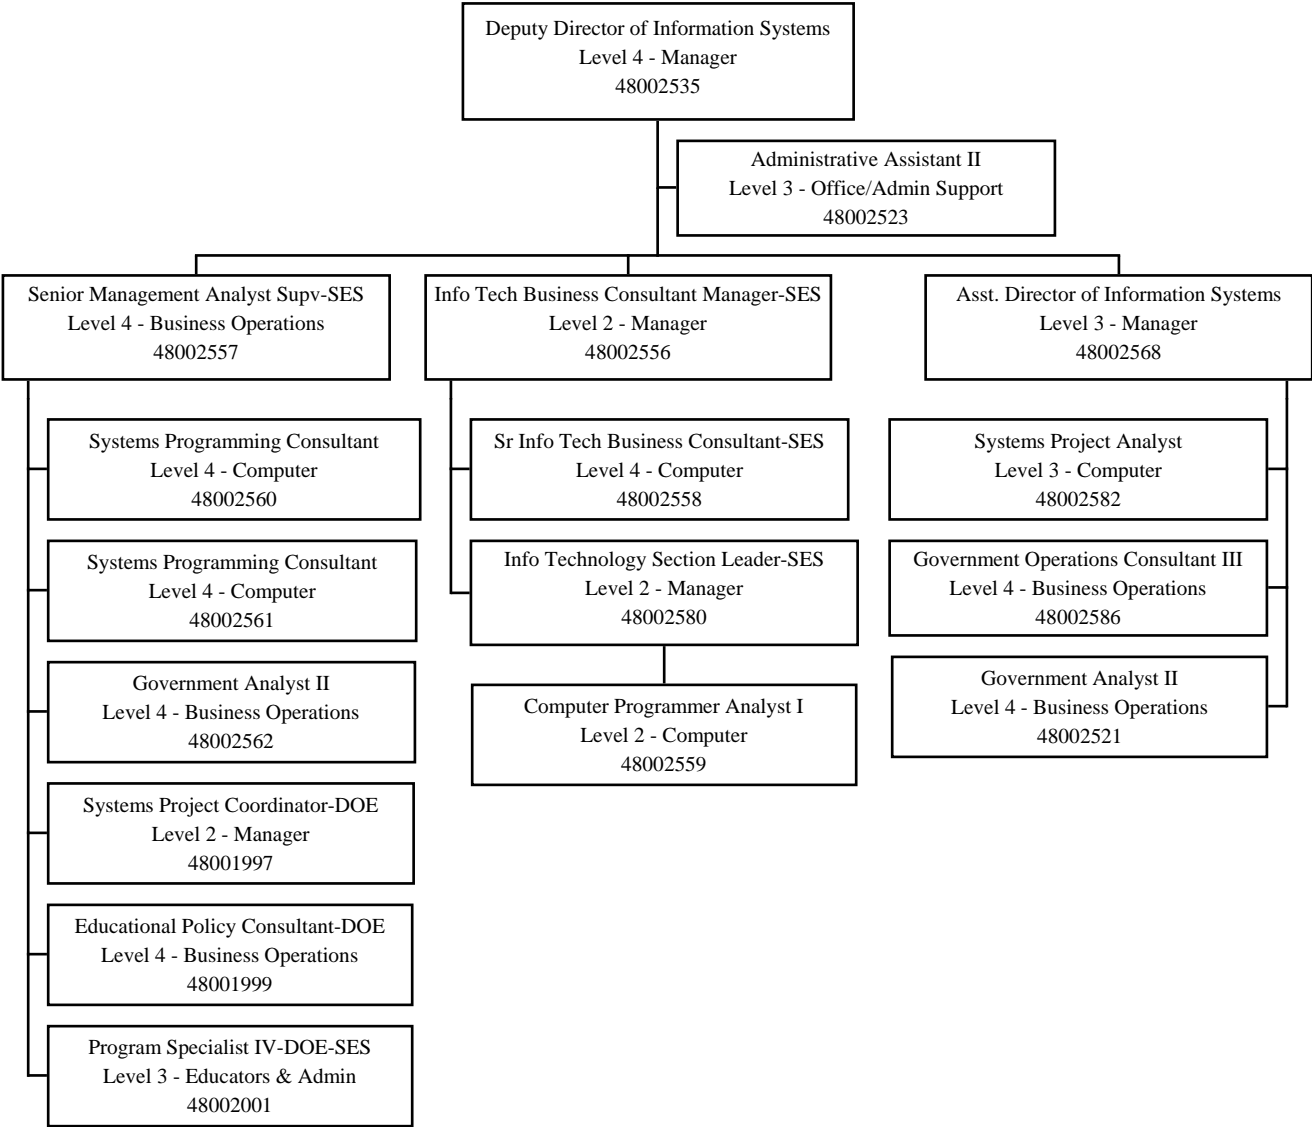 Deputy Director of Information Systems
Level 4 - Manager
48002535
Administrative Assistant II
Level 3 - Office/Admin Support
48002523
Senior Management Analyst Supv-SES
Level 4 - Business Operations
48002557
Info Tech Business Consultant Manager-SES
Level 2 - Manager
48002556
Asst. Director of Information Systems
Level 3 - Manager
48002568
Systems Programming Consultant
Level 4 - Computer
48002560
Systems Programming Consultant
Level 4 - Computer
48002561
Government Analyst II
Level 4 - Business Operations
48002562
Systems Project Coordinator-DOE
Level 2 - Manager
48001997
Educational Policy Consultant-DOE
Level 4 - Business Operations
48001999
Program Specialist IV-DOE-SES
Level 3 - Educators & Admin
48002001
Sr Info Tech Business Consultant-SES
Level 4 - Computer
48002558
Info Technology Section Leader-SES
Level 2 - Manager
48002580
Computer Programmer Analyst I
Level 2 - Computer
48002559
Systems Project Analyst
Level 3 - Computer
48002582
Government Operations Consultant III
Level 4 - Business Operations
48002586
Government Analyst II
Level 4 - Business Operations
48002521